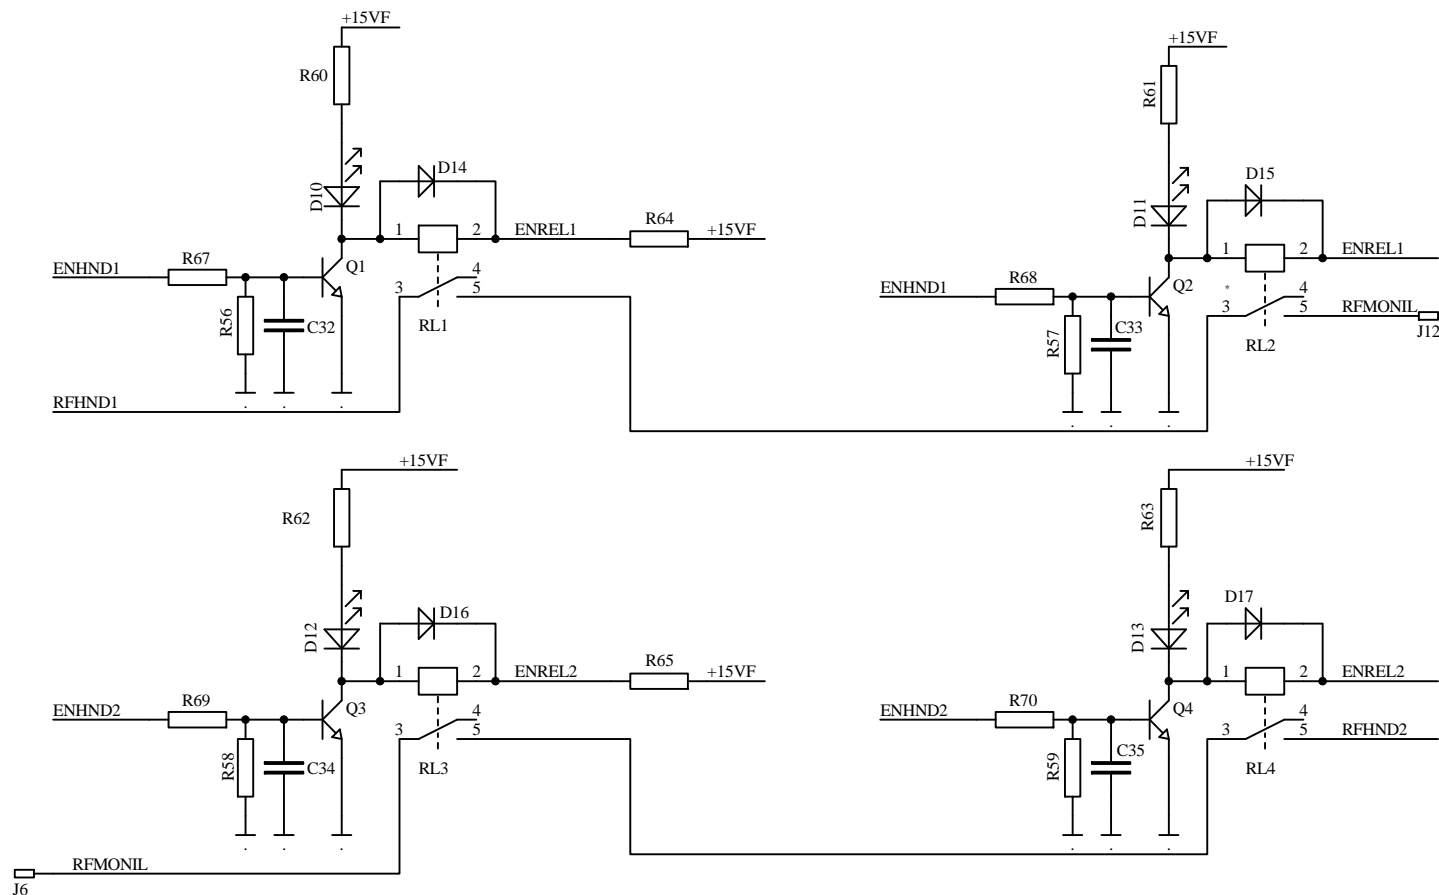 +15VF
+15VF
R60
R61
D14
D15
D10
D11
R64
1
2
ENREL1
+15VF
1
2
ENREL1
ENHND1
R67
Q1
4
3
5
ENHND1
R68
Q2
4
3
5
RFMONIL
J12
R56
C32
RL1
R57
C33
RL2
RFHND1
+15VF
+15VF
R62
R63
D16
D17
D12
D13
R65
1
2
ENREL2
+15VF
1
2
ENREL2
ENHND2
R69
Q3
4
3
5
ENHND2
R70
Q4
4
3
5
RFHND2
R58
C34
RL3
R59
C35
RL4
RFMONIL
J6